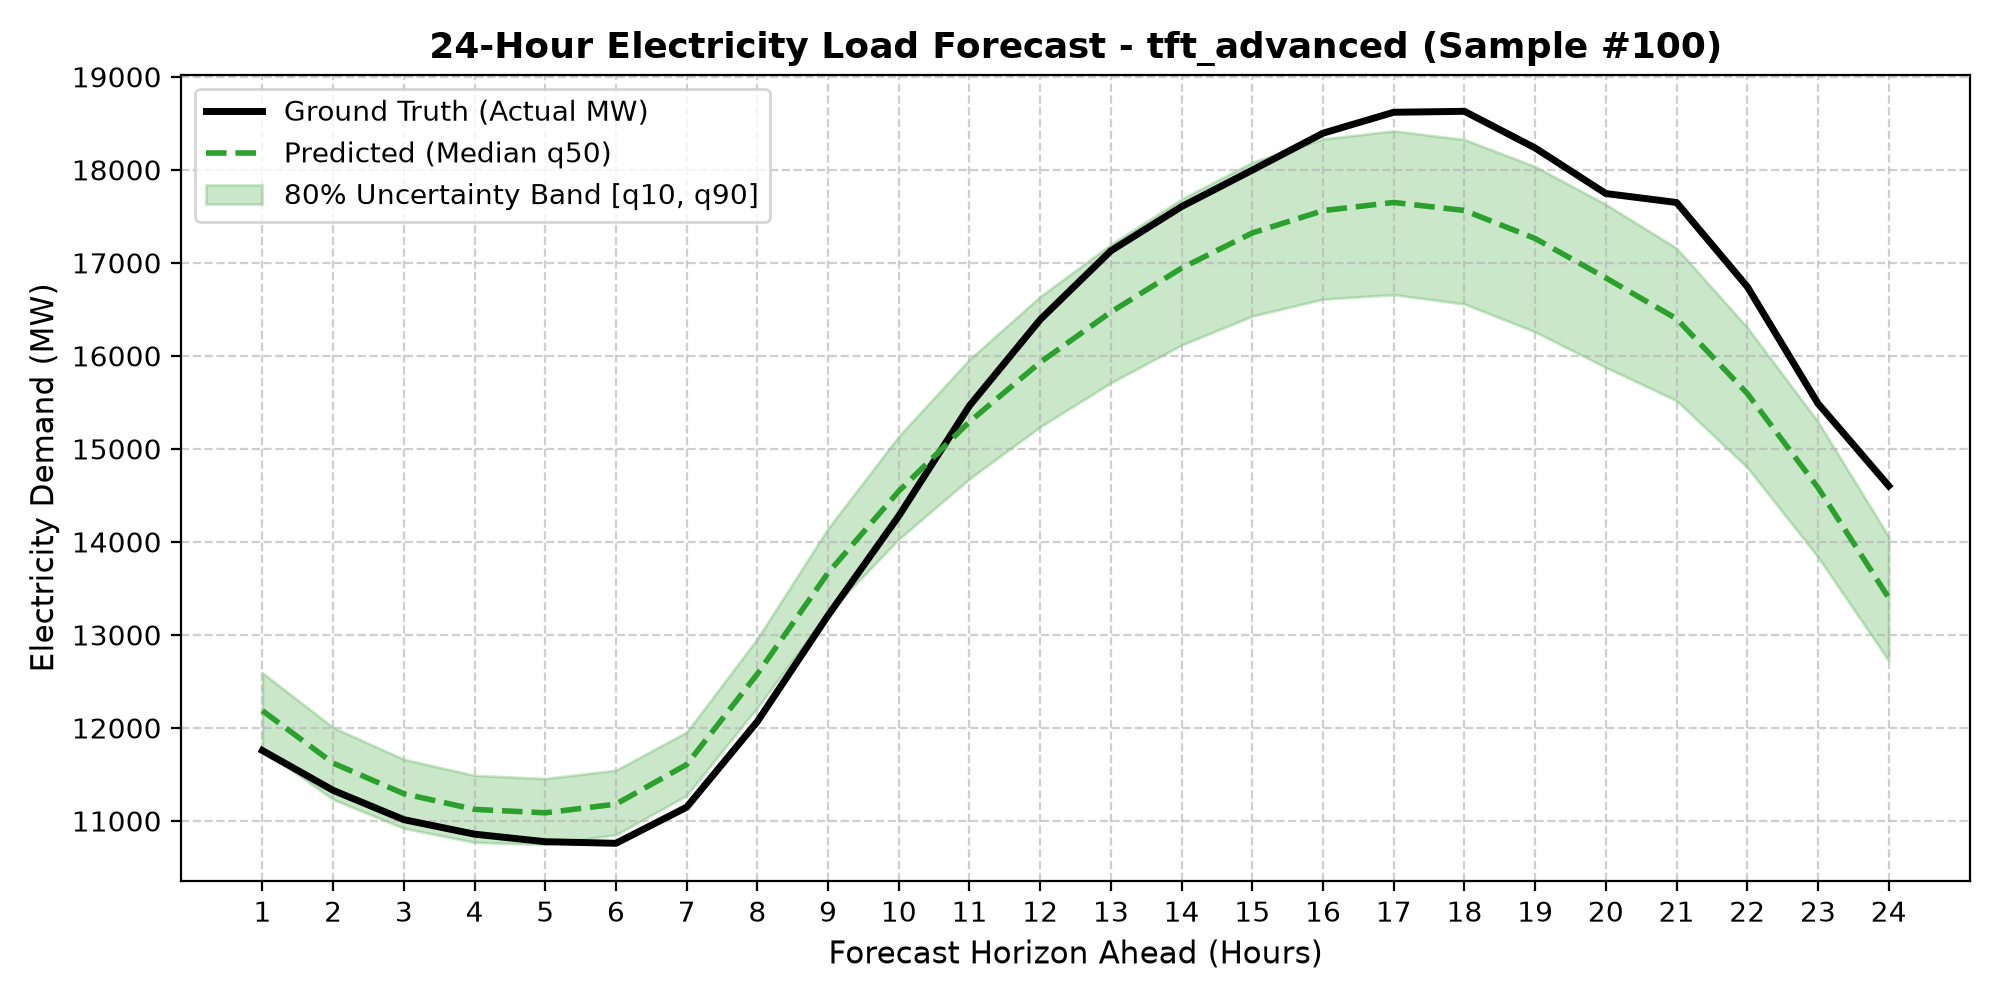 24-Hour Electricity Load Forecast - tft_advanced (Sample #100)
Ground Truth (Actual MW)
Predicted (Median q50)
80% Uncertainty Band [q10, q90]
Electricity Demand (MW)
19000
18000
17000
16000
15000
14000
13000
12000
11000
1 2 3 4 5 6 7 8 9 10 11 12 13 14 15 16 17 18 19 20 21 22 23 24
Forecast Horizon Ahead (Hours)